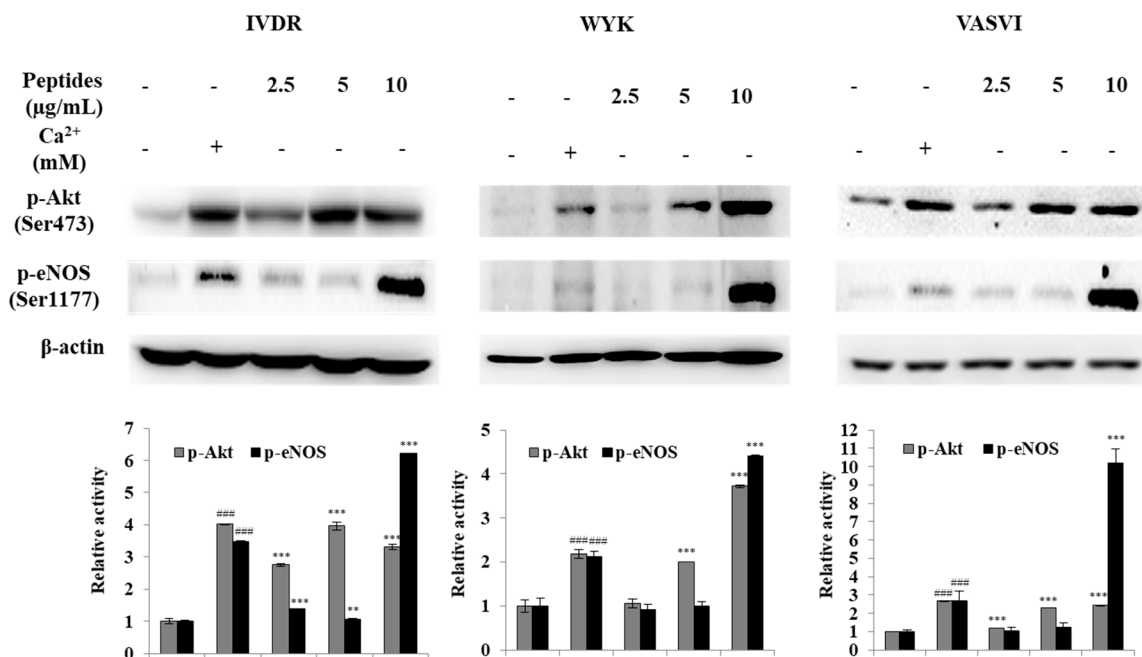 IVDR WYK VASVI
Peptides - - 2.5 5 10 - - 2.5 5 10 - - 2.5 5 10
(µg/mL)
Ca²⁺
(mM) - + - - - - + - - - - + - - -
p-Akt
(Ser473)
p-eNOS
(Ser1177)
β-actin
Relative activity
7
6
5
4
3
2
1
0
p-Akt p-eNOS
### ### *** *** *** ** *** ***
Relative activity
5
4
3
2
1
0
p-Akt p-eNOS
### ### *** *** ***
Relative activity
12
11
10
9
8
7
6
5
4
3
2
1
0
p-Akt p-eNOS
### ### *** *** *** ***